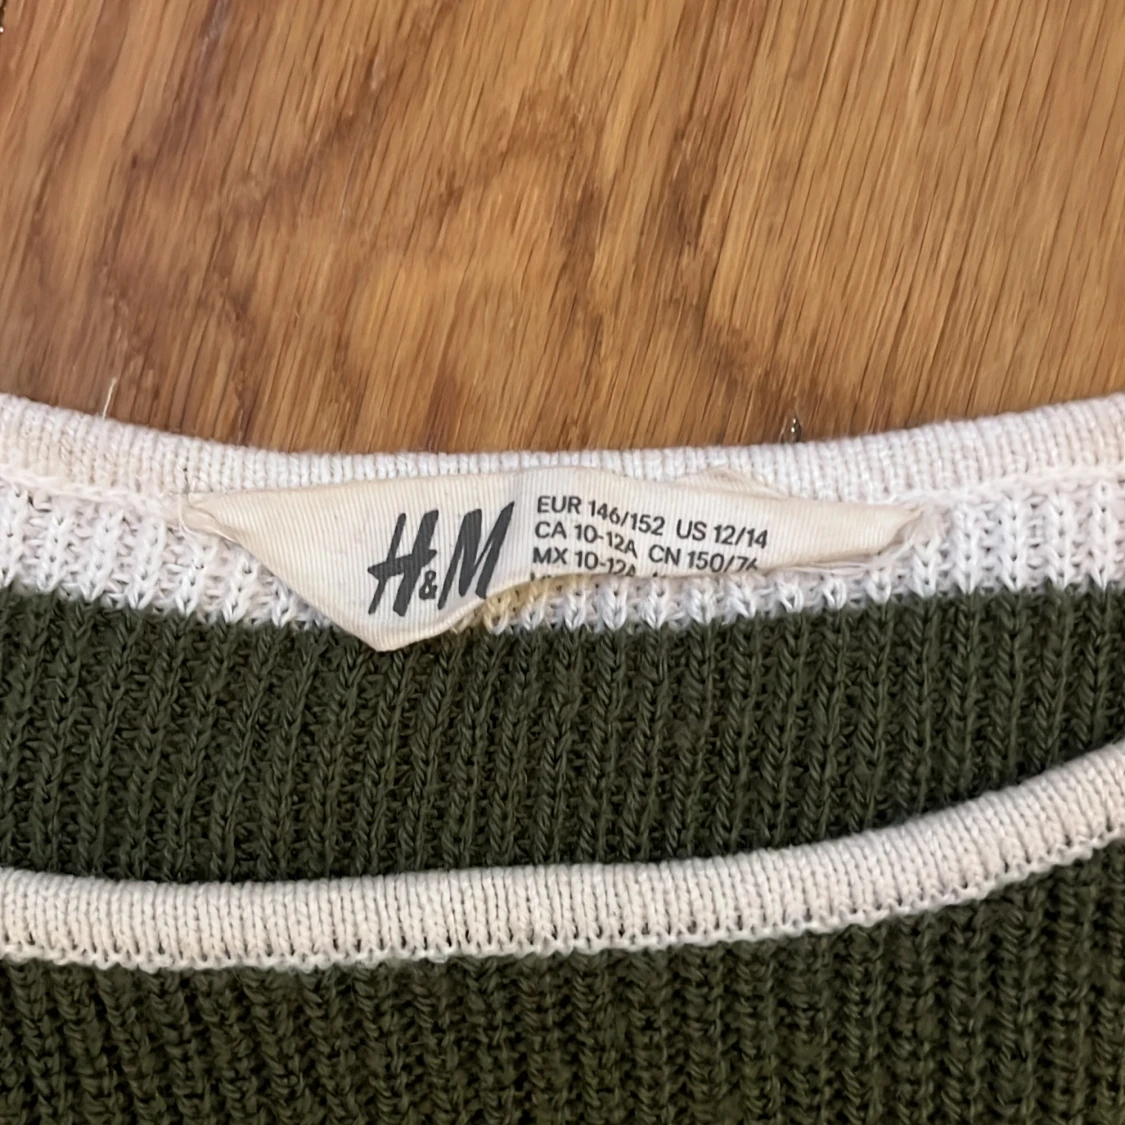 H&M
EUR 146/152 US 12/14
CA 10-12A CN 150/76
MX 10-12A